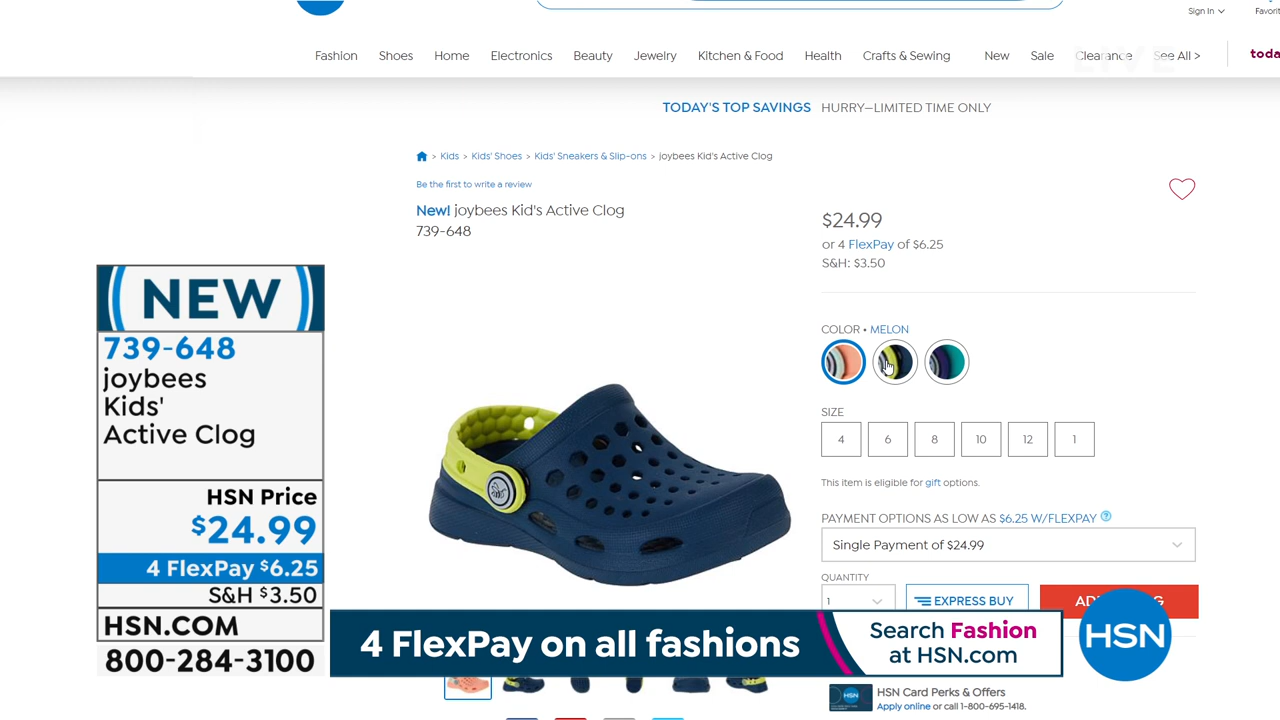 Sign In
Fashion Shoes Home Electronics Beauty Jewelry Kitchen & Food Health Crafts & Sewing New Sale Clearance See All >
TODAY'S TOP SAVINGS HURRY—LIMITED TIME ONLY
> Kids > Kids' Shoes > Kids' Sneakers & Slip-ons > joybees Kid's Active Clog
Be the first to write a review
New! joybees Kid's Active Clog
739-648
$24.99
or 4 FlexPay of $6.25
S&H: $3.50
COLOR • MELON
SIZE
4 6 8 10 12 1
This item is eligible for gift options.
PAYMENT OPTIONS AS LOW AS $6.25 W/FLEXPAY ?
Single Payment of $24.99
QUANTITY
1
EXPRESS BUY
NEW
739-648
joybees
Kids'
Active Clog
HSN Price
$24.99
4 FlexPay $6.25
S&H $3.50
HSN.COM
800-284-3100
4 FlexPay on all fashions
Search Fashion
at HSN.com
HSN
HSN
HSN Card Perks & Offers
Apply online or call 1-800-695-1418.